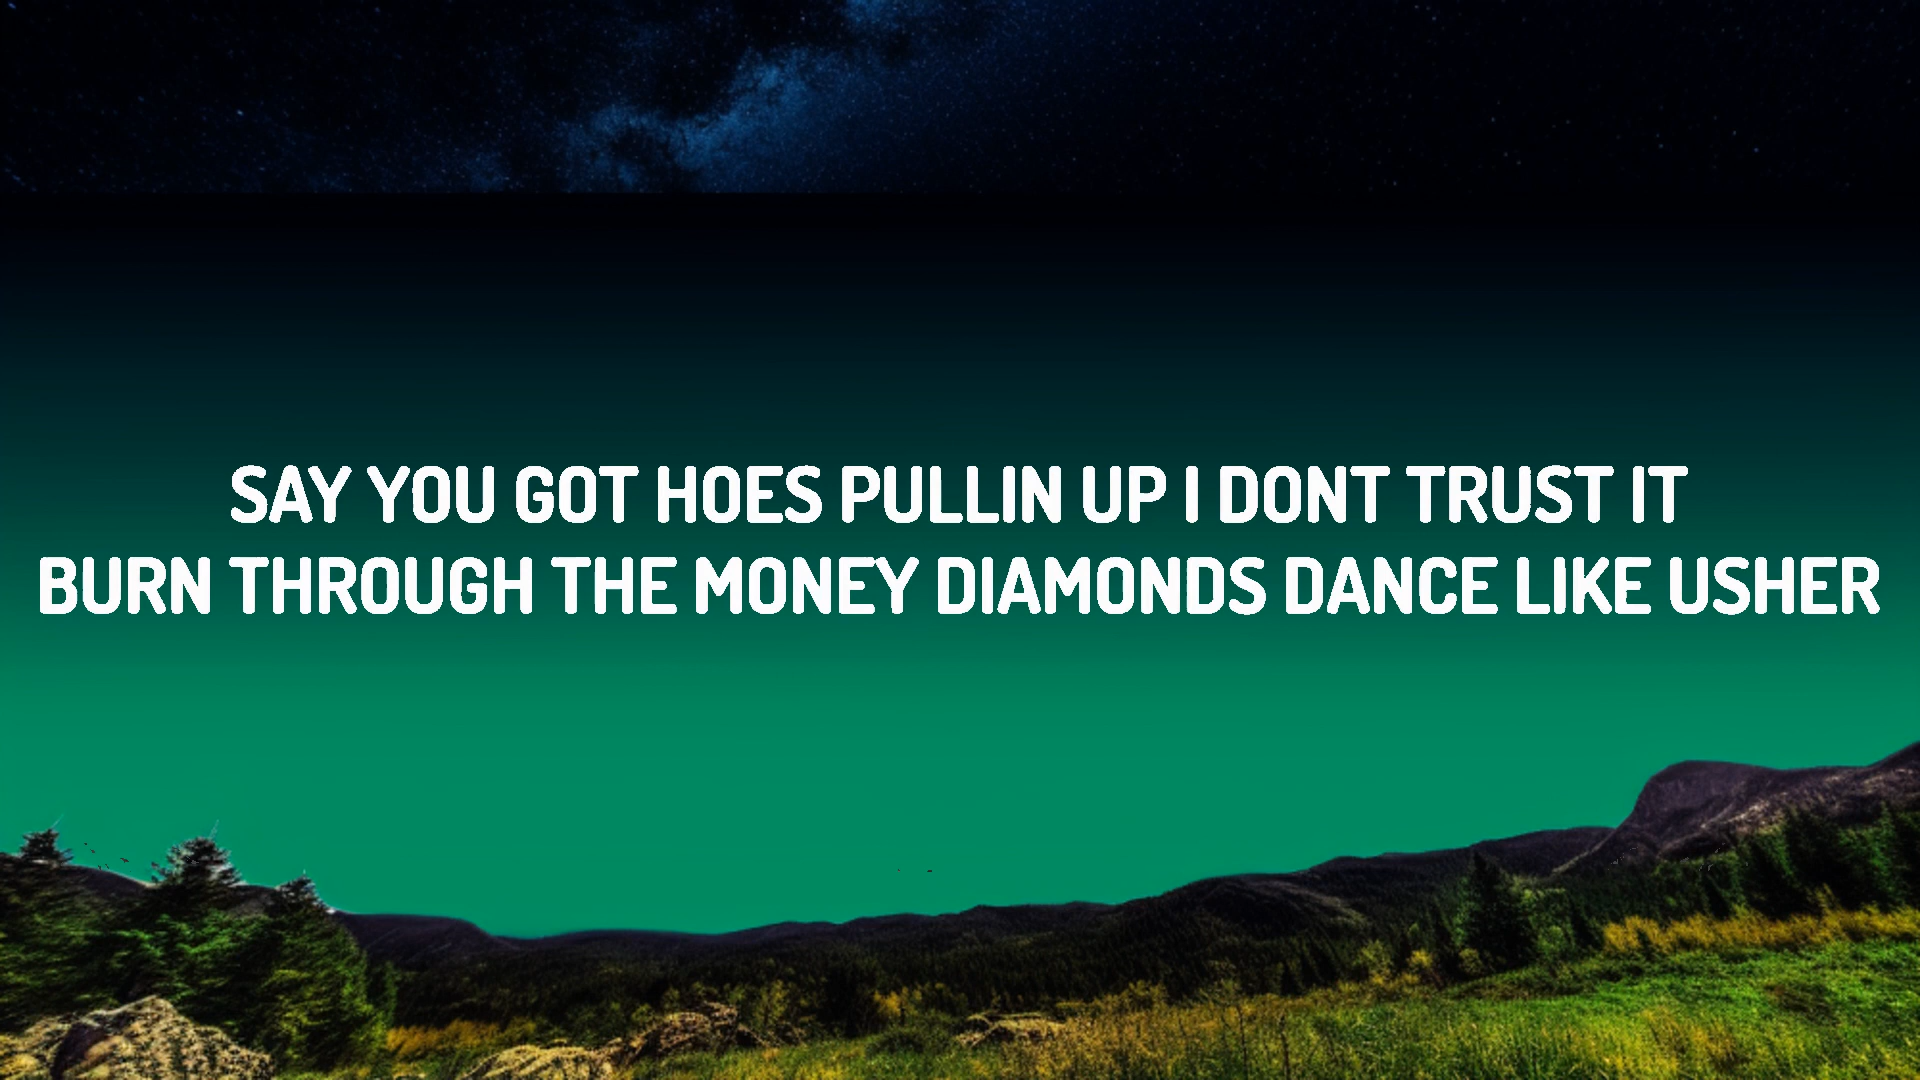 SAY YOU GOT HOES PULLIN UP I DONT TRUST IT
BURN THROUGH THE MONEY DIAMONDS DANCE LIKE USHER